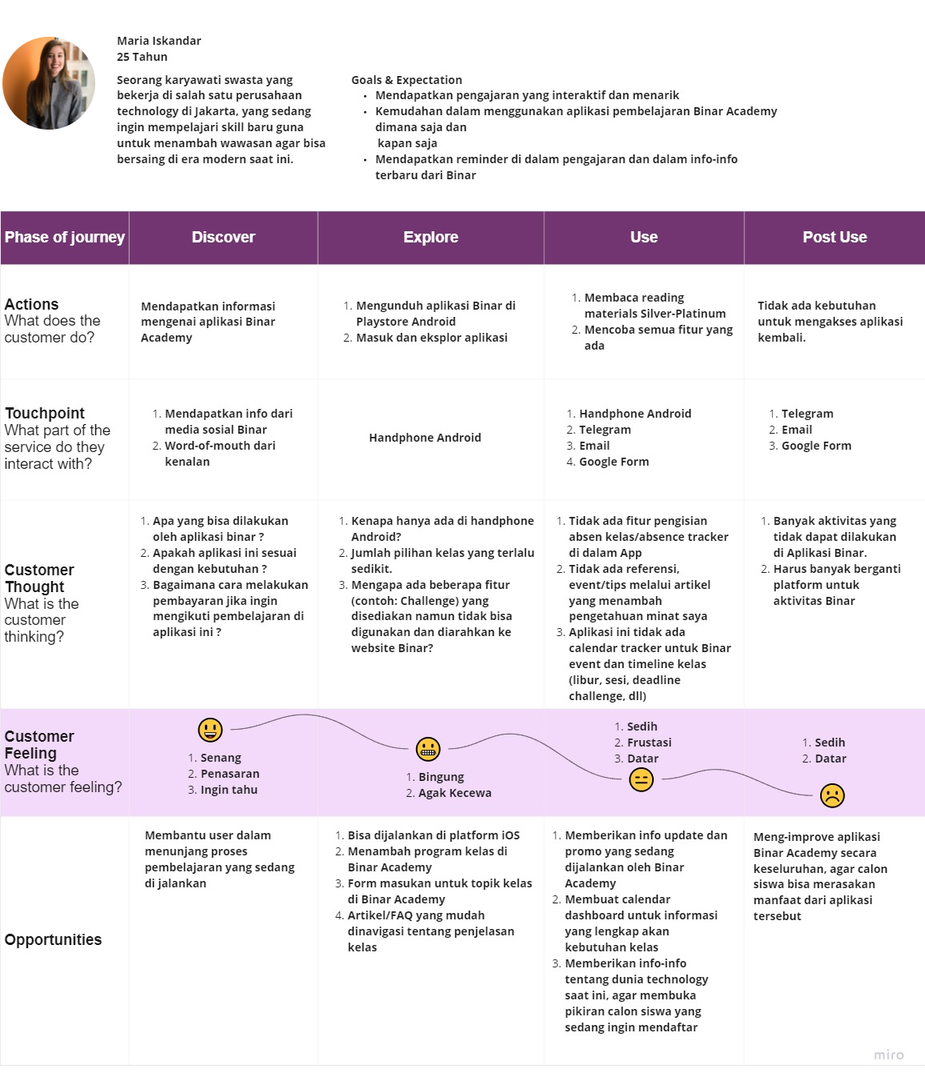 Maria Iskandar
25 Tahun
Seorang karyawati swasta yang
bekerja di salah satu perusahaan
technology di Jakarta, yang sedang
ingin mempelajari skill baru guna
untuk menambah wawasan agar bisa
bersaing di era modern saat ini.
Goals & Expectation
• Mendapatkan pengajaran yang interaktif dan menarik
• Kemudahan dalam menggunakan aplikasi pembelajaran Binar Academy
dimana saja dan
kapan saja
• Mendapatkan reminder di dalam pengajaran dan dalam info-info
terbaru dari Binar
Phase of journey
Discover
Explore
Use
Post Use
Actions
What does the
customer do?
Mendapatkan informasi
mengenai aplikasi Binar
Academy
1. Mengunduh aplikasi Binar di
Playstore Android
2. Masuk dan eksplor aplikasi
1. Membaca reading
materials Silver-Platinum
2. Mencoba semua fitur yang
ada
Tidak ada kebutuhan
untuk mengakses aplikasi
kembali.
Touchpoint
What part of the
service do they
interact with?
1. Mendapatkan info dari
media sosial Binar
2. Word-of-mouth dari
kenalan
Handphone Android
1. Handphone Android
2. Telegram
3. Email
4. Google Form
1. Telegram
2. Email
3. Google Form
Customer
Thought
What is the
customer
thinking?
1. Apa yang bisa dilakukan
oleh aplikasi binar ?
2. Apakah aplikasi ini sesuai
dengan kebutuhan ?
3. Bagaimana cara melakukan
pembayaran jika ingin
mengikuti pembelajaran di
aplikasi ini ?
1. Kenapa hanya ada di handphone
Android?
2. Jumlah pilihan kelas yang terlalu
sedikit.
3. Mengapa ada beberapa fitur
(contoh: Challenge) yang
disediakan namun tidak bisa
digunakan dan diarahkan ke
website Binar?
1. Tidak ada fitur pengisian
absen kelas/absence tracker
di dalam App
2. Tidak ada referensi,
event/tips melalui artikel
yang menambah
pengetahuan minat saya
3. Aplikasi ini tidak ada
calendar tracker untuk Binar
event dan timeline kelas
(libur, sesi, deadline
challenge, dll)
1. Banyak aktivitas yang
tidak dapat dilakukan
di Aplikasi Binar.
2. Harus banyak berganti
platform untuk
aktivitas Binar
Customer
Feeling
What is the
customer feeling?
1. Senang
2. Penasaran
3. Ingin tahu
1. Bingung
2. Agak Kecewa
1. Sedih
2. Frustasi
3. Datar
1. Sedih
2. Datar
Opportunities
Membantu user dalam
menunjang proses
pembelajaran yang sedang
di jalankan
1. Bisa dijalankan di platform iOS
2. Menambah program kelas di
Binar Academy
3. Form masukan untuk topik kelas
di Binar Academy
4. Artikel/FAQ yang mudah
dinavigasi tentang penjelasan
kelas
1. Memberikan info update dan
promo yang sedang
dijalankan oleh Binar
Academy
2. Membuat calendar
dashboard untuk informasi
yang lengkap akan
kebutuhan kelas
3. Memberikan info-info
tentang dunia technology
saat ini, agar membuka
pikiran calon siswa yang
sedang ingin mendaftar
Meng-improve aplikasi
Binar Academy secara
keseluruhan, agar calon
siswa bisa merasakan
manfaat dari aplikasi
tersebut
miro